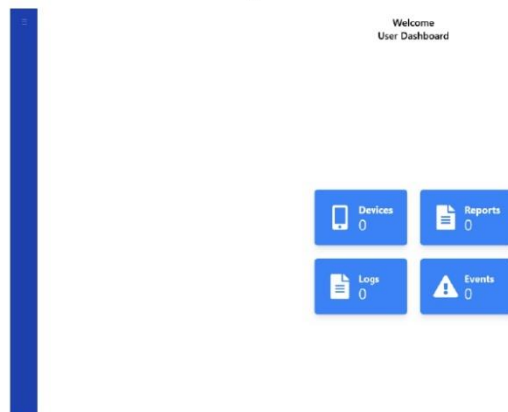 Welcome
User Dashboard
Devices
0
Reports
0
Logs
0
Events
0